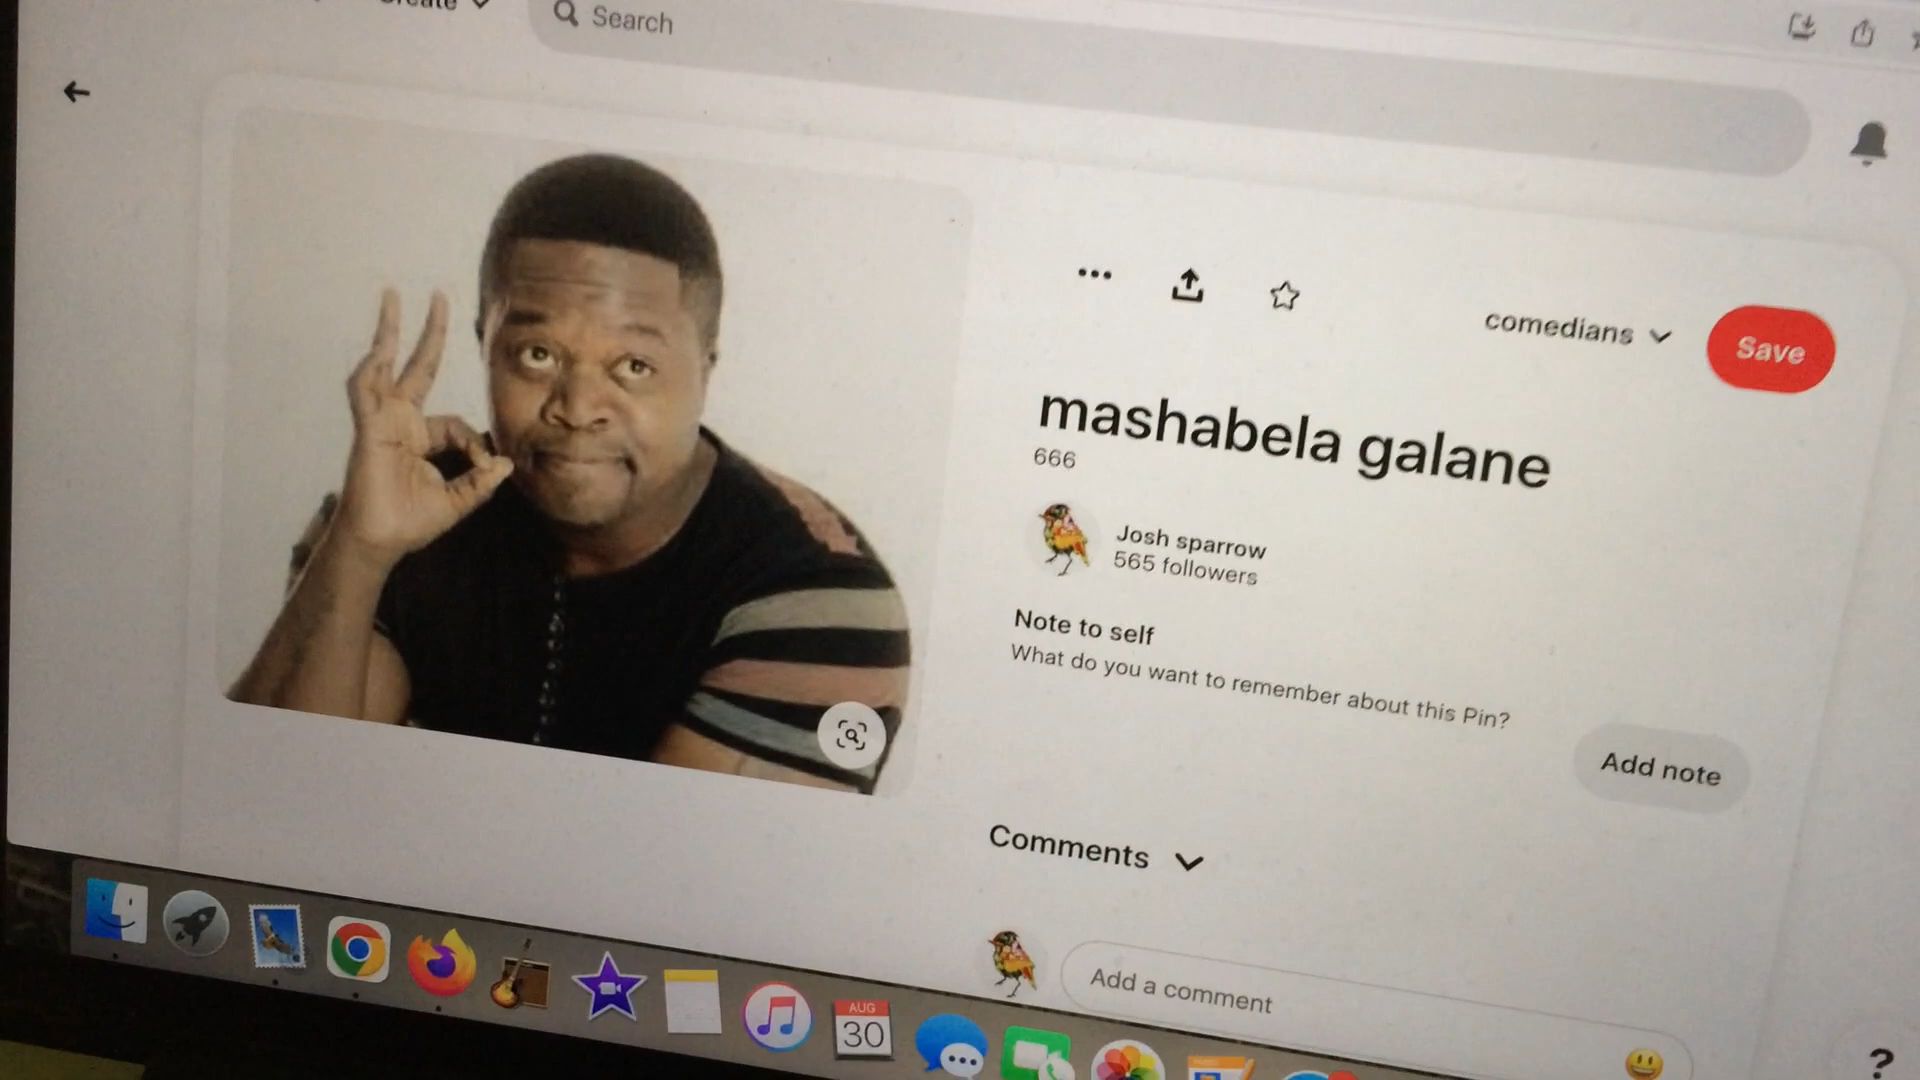 Create
Search
comedians
Save
mashabela galane
666
Josh sparrow
565 followers
Note to self
What do you want to remember about this Pin?
Add note
Comments
Add a comment
AUG
30
?